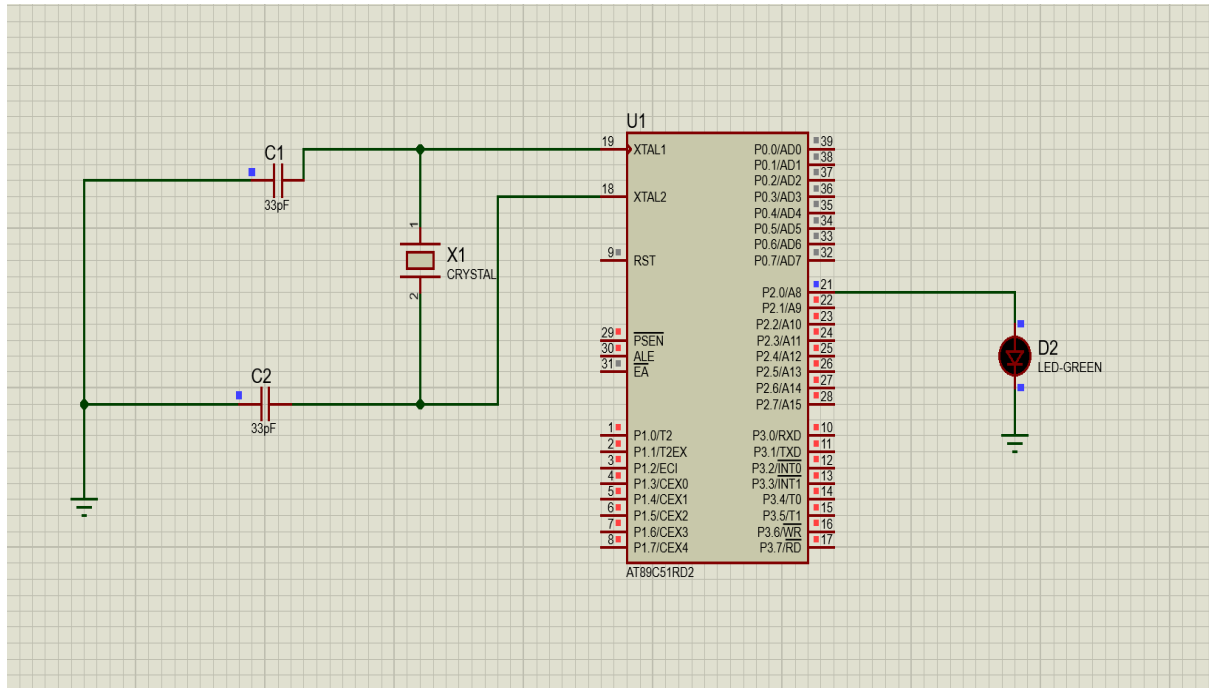 U1
C1
33pF
X1
CRYSTAL
1
2
C2
33pF
19 XTAL1
18 XTAL2
9 RST
29 PSEN
30 ALE
31 EA
1 P1.0/T2
2 P1.1/T2EX
3 P1.2/ECI
4 P1.3/CEX0
5 P1.4/CEX1
6 P1.5/CEX2
7 P1.6/CEX3
8 P1.7/CEX4
P0.0/AD0 39
P0.1/AD1 38
P0.2/AD2 37
P0.3/AD3 36
P0.4/AD4 35
P0.5/AD5 34
P0.6/AD6 33
P0.7/AD7 32
P2.0/A8 21
P2.1/A9 22
P2.2/A10 23
P2.3/A11 24
P2.4/A12 25
P2.5/A13 26
P2.6/A14 27
P2.7/A15 28
P3.0/RXD 10
P3.1/TXD 11
P3.2/INT0 12
P3.3/INT1 13
P3.4/T0 14
P3.5/T1 15
P3.6/WR 16
P3.7/RD 17
AT89C51RD2
D2
LED-GREEN